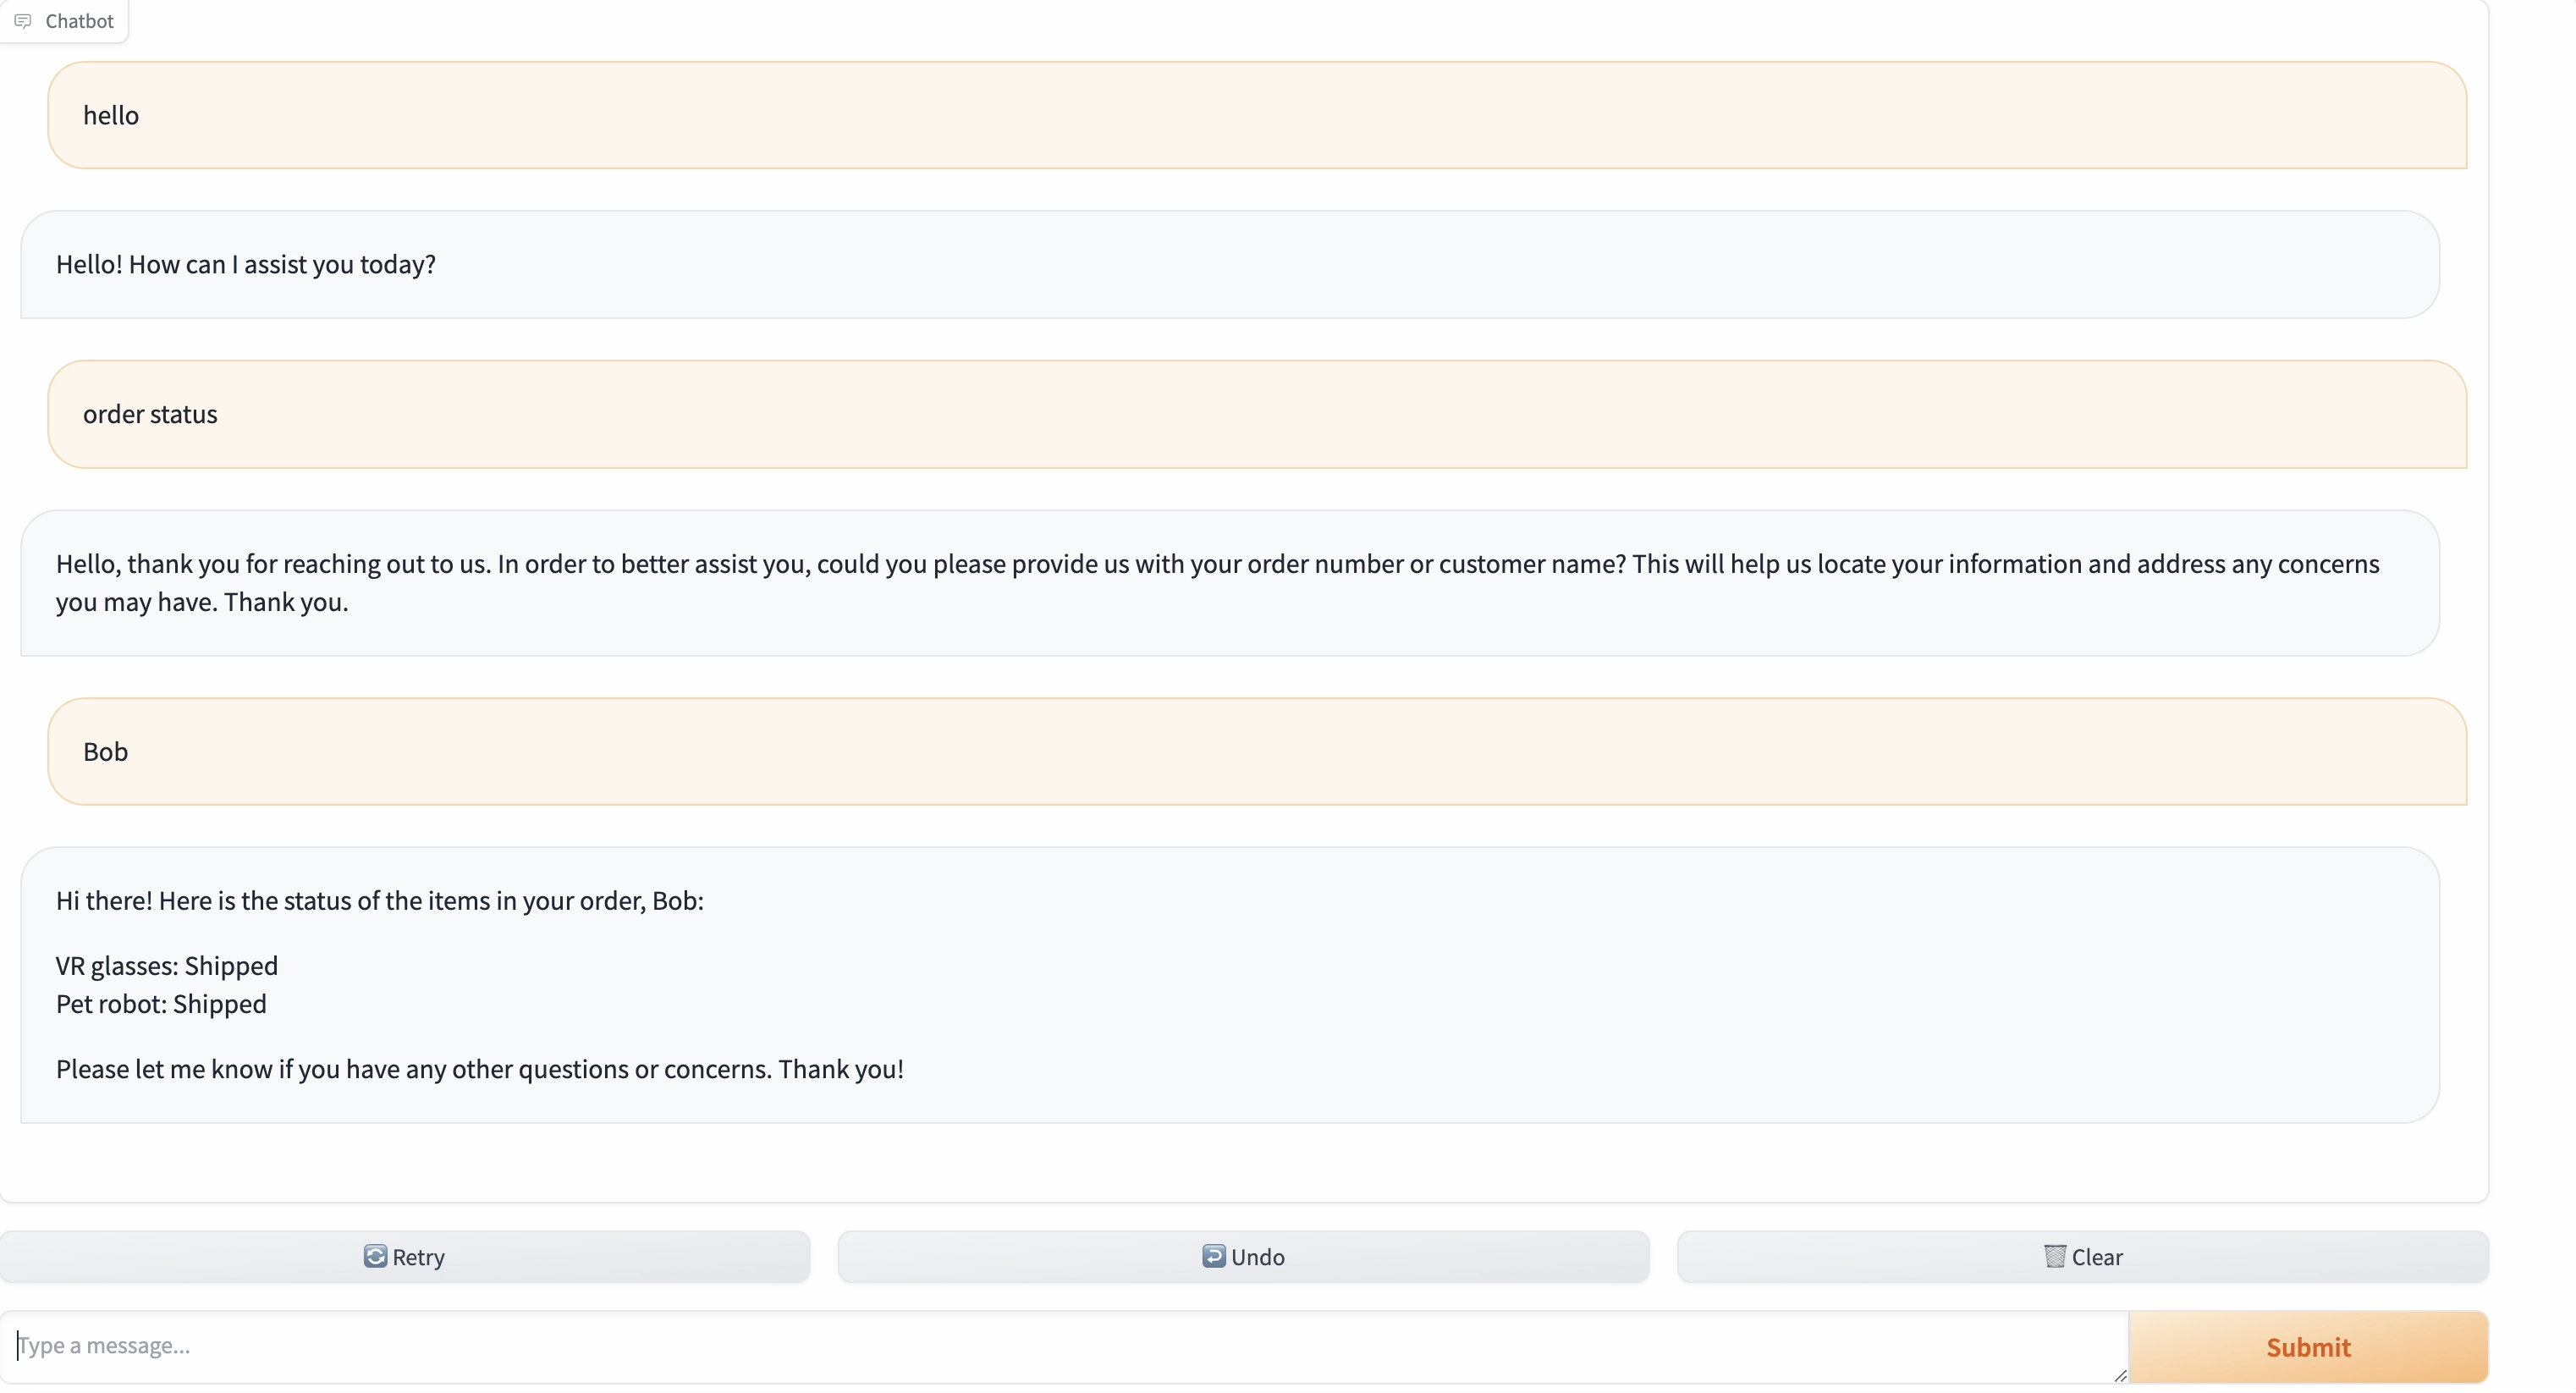 Chatbot
hello
Hello! How can I assist you today?
order status
Hello, thank you for reaching out to us. In order to better assist you, could you please provide us with your order number or customer name? This will help us locate your information and address any concerns
you may have. Thank you.
Bob
Hi there! Here is the status of the items in your order, Bob:
VR glasses: Shipped
Pet robot: Shipped
Please let me know if you have any other questions or concerns. Thank you!
Retry
Undo
Clear
Type a message...
Submit